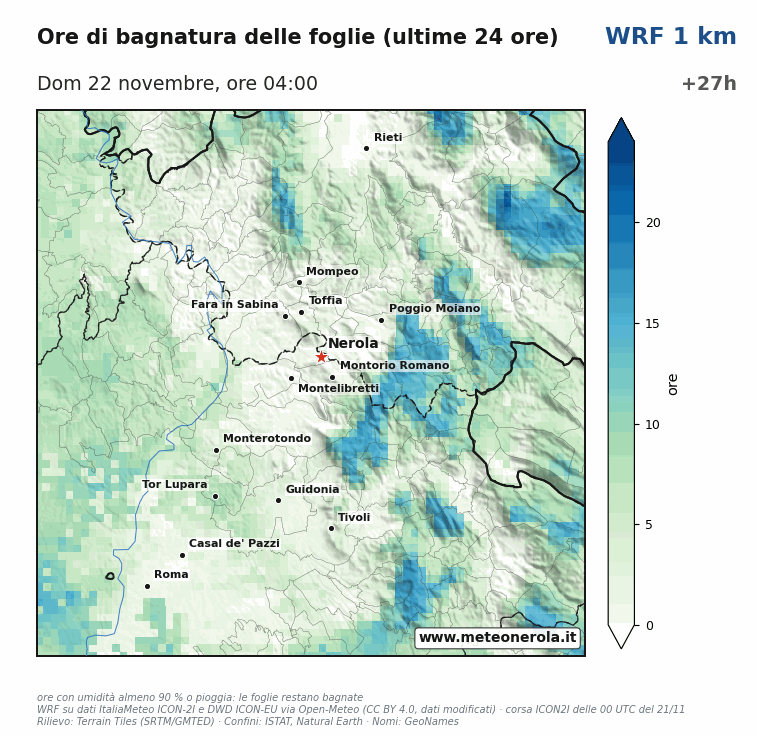 Ore di bagnatura delle foglie (ultime 24 ore)
WRF 1 km
Dom 22 novembre, ore 04:00
+27h
Rieti
Mompeo
Toffia
Fara in Sabina
Poggio Moiano
Nerola
Montorio Romano
Montelibretti
Monterotondo
Tor Lupara
Guidonia
Tivoli
Casal de' Pazzi
Roma
www.meteonerola.it
20
15
10
5
0
ore
ore con umidità almeno 90 % o pioggia: le foglie restano bagnate
WRF su dati ItaliaMeteo ICON-2I e DWD ICON-EU via Open-Meteo (CC BY 4.0, dati modificati) · corsa ICON2I delle 00 UTC del 21/11
Rilievo: Terrain Tiles (SRTM/GMTED) · Confini: ISTAT, Natural Earth · Nomi: GeoNames